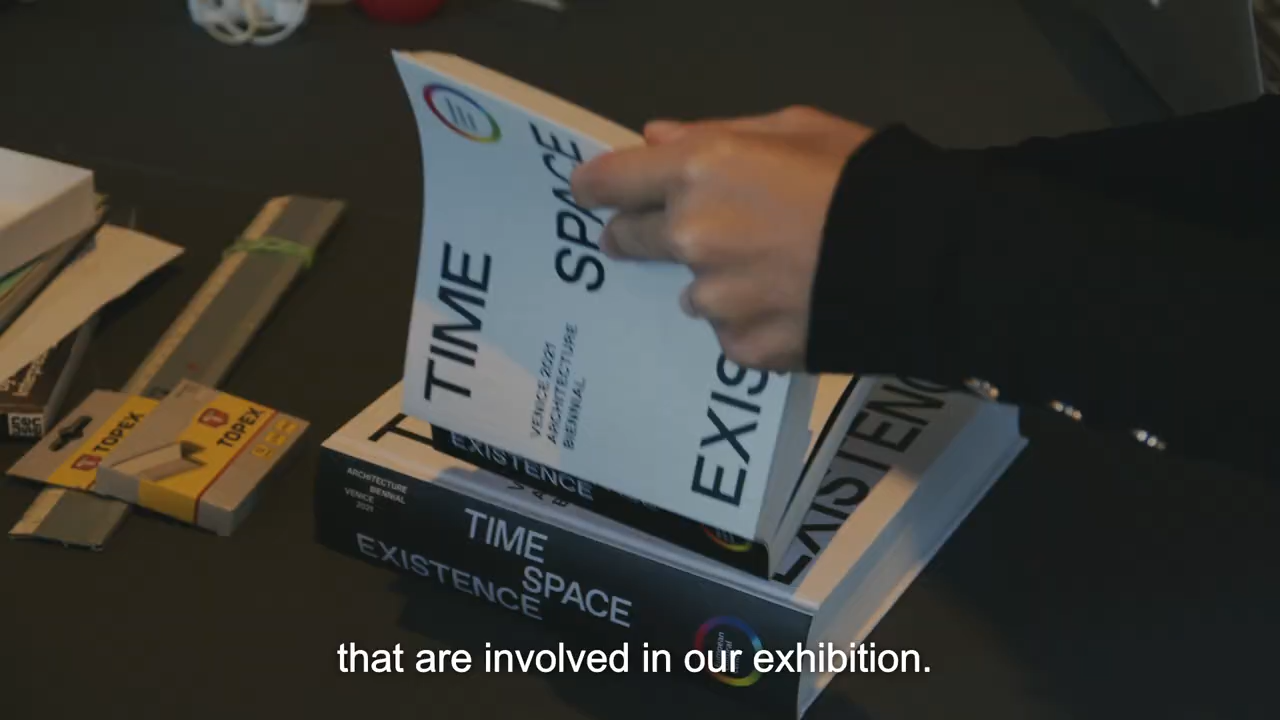 TIME
SPACE
EXIS
VENICE 2021
ARCHITECTURE
BIENNIAL
EXISTENCE
EXISTENC
ARCHITECTURE
BIENNIAL
VENICE
2021
TIME
SPACE
EXISTENCE
TOPEX
TOPEX
that are involved in our exhibition.